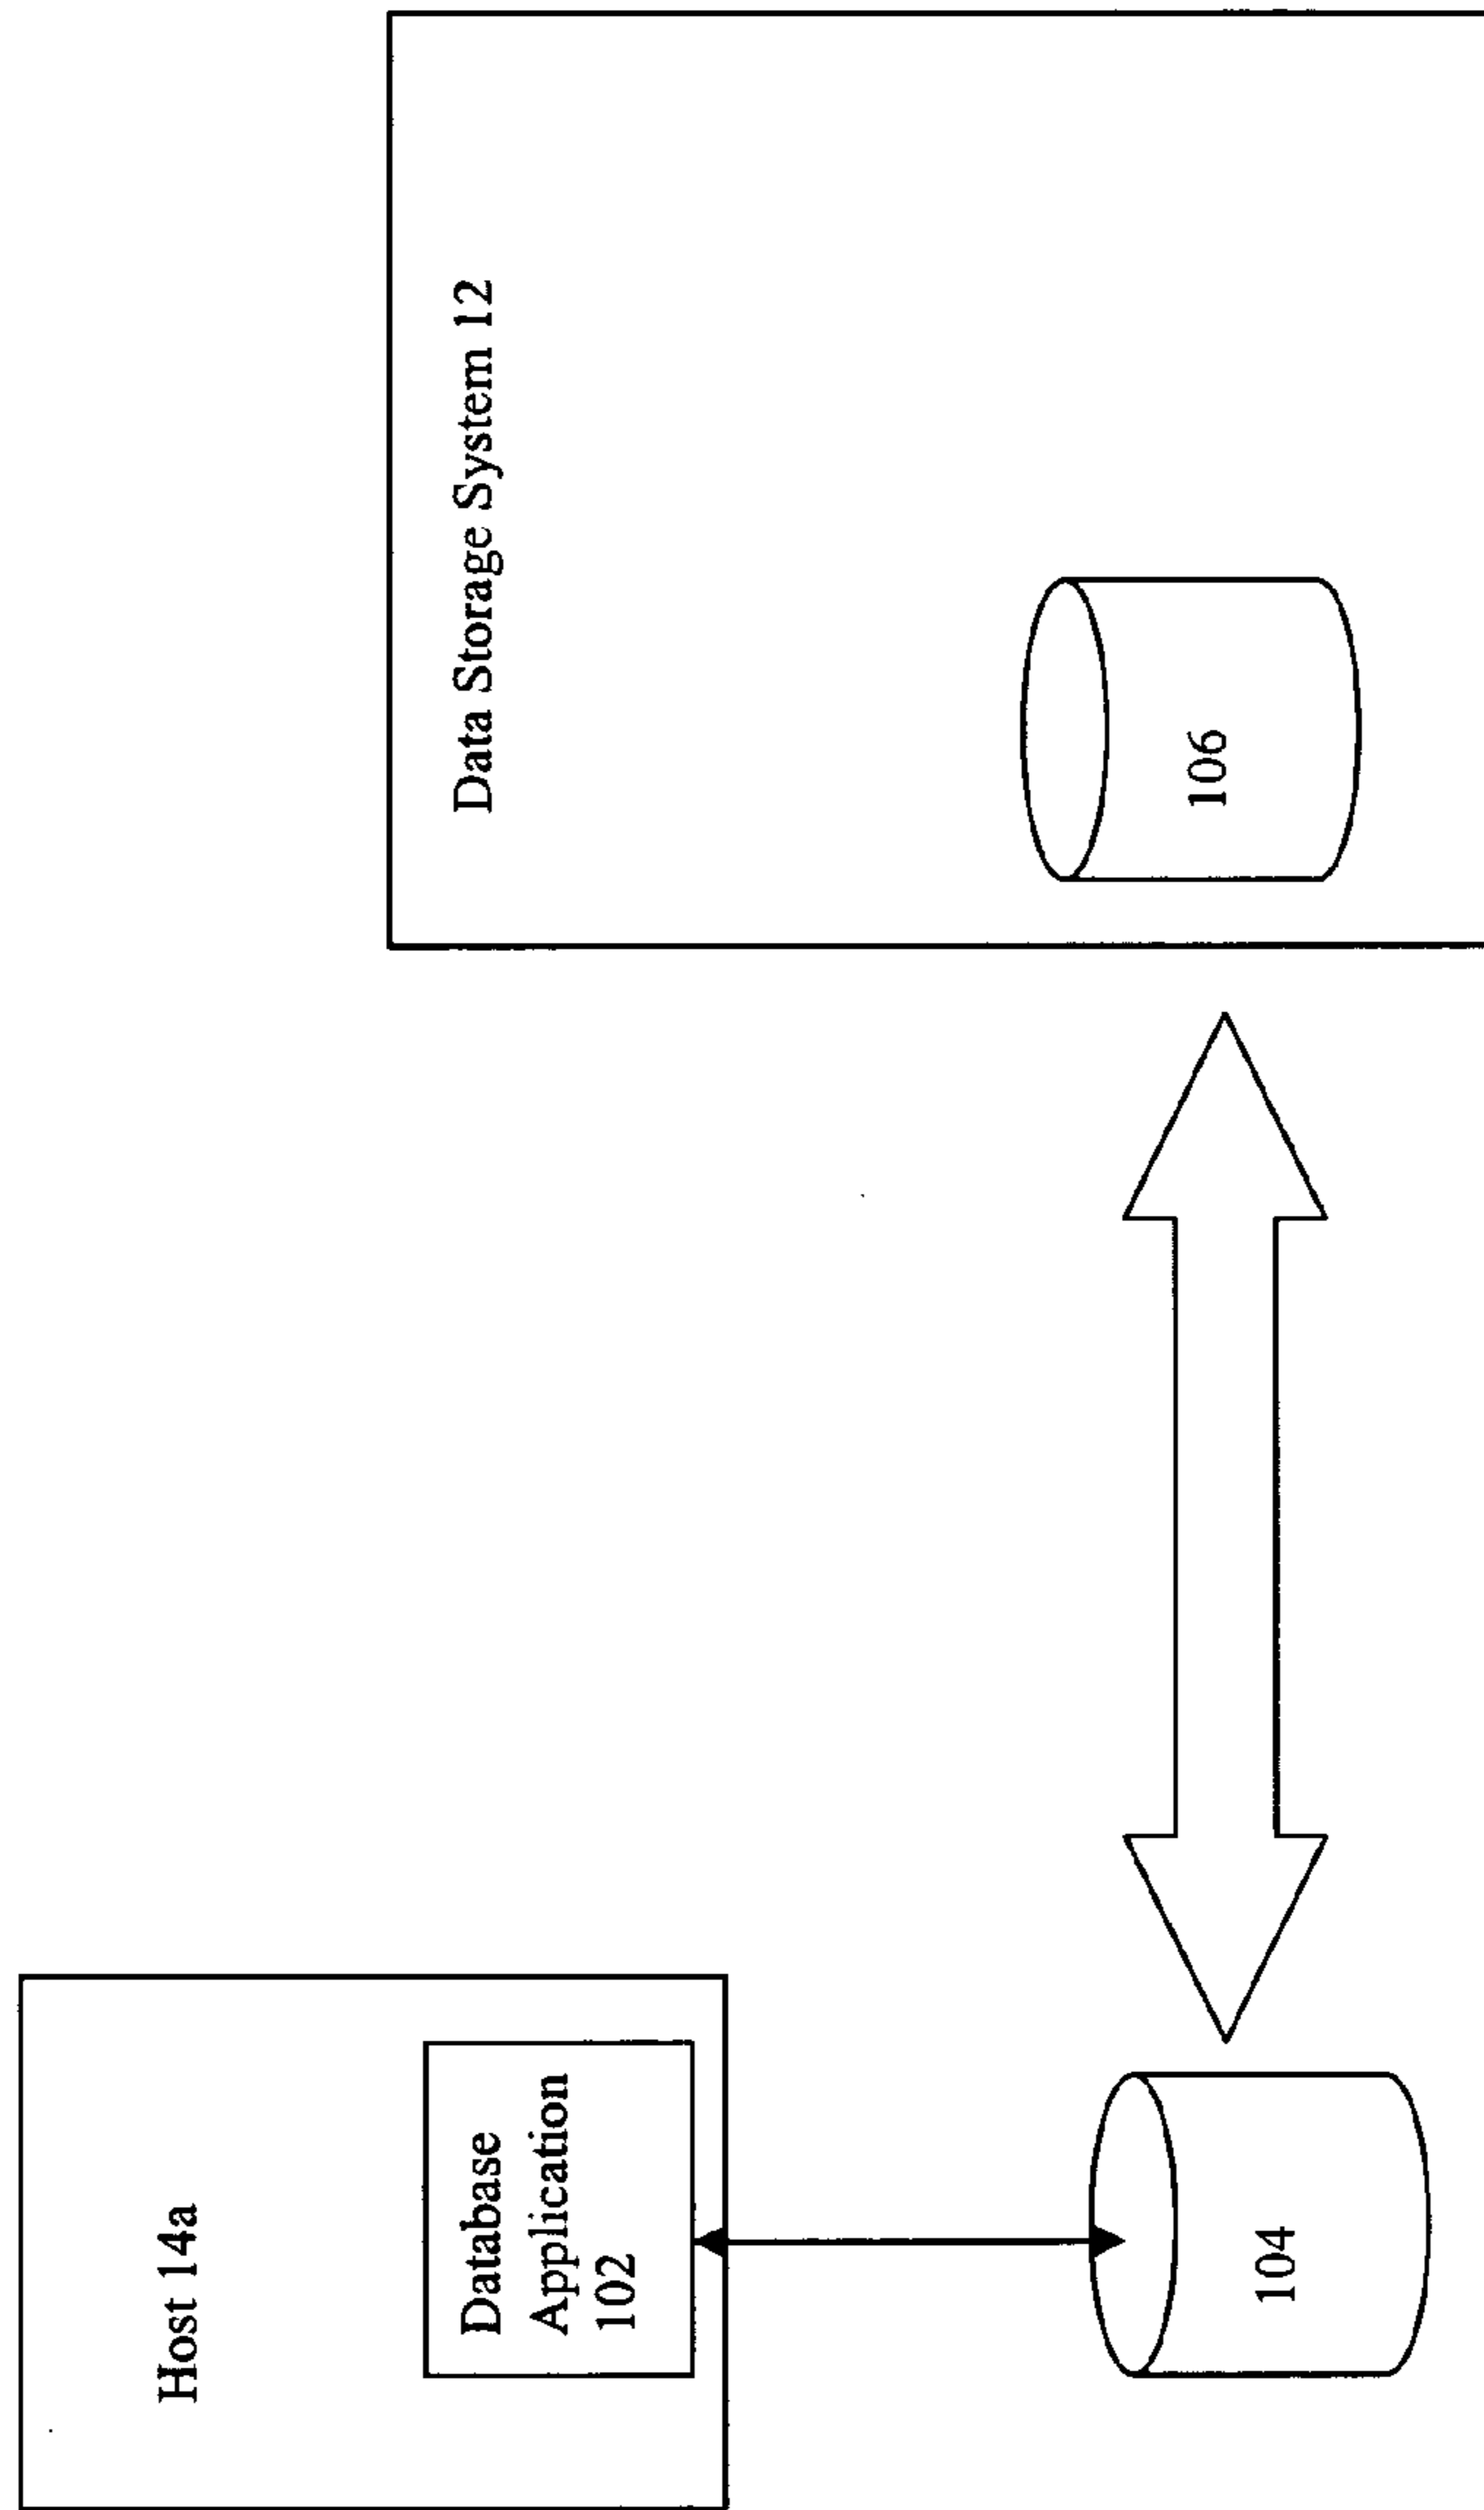 Host 14a
Database
Application
102
104
Data Storage System 12
106